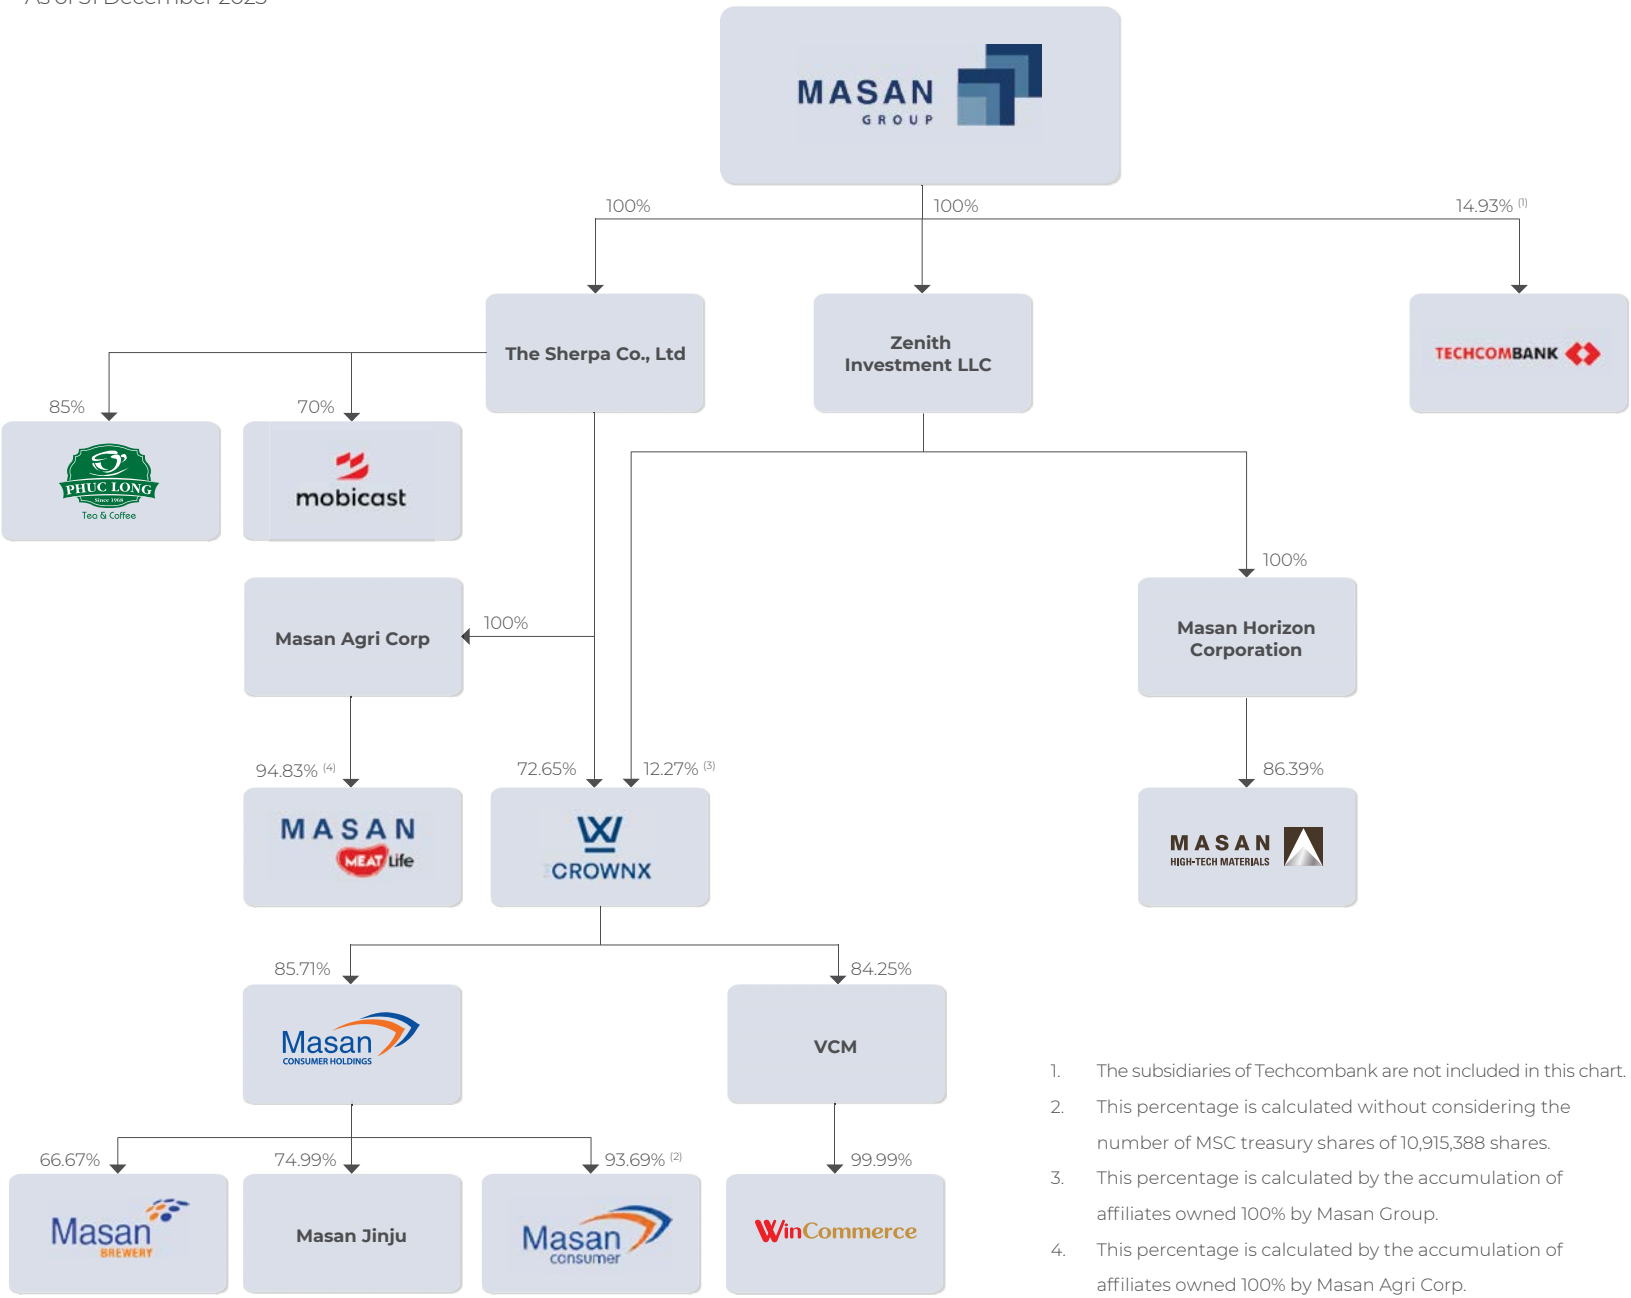 As of 31 December 2023
MASAN
GROUP
100%
100%
14.93% (1)
The Sherpa Co., Ltd
Zenith
Investment LLC
TECHCOMBANK
85%
70%
PHUC LONG
Since 1968
Tea & Coffee
mobicast
100%
100%
Masan Agri Corp
Masan Horizon
Corporation
94.83% (4)
72.65%
12.27% (3)
86.39%
MASAN
MEAT Life
CROWNX
MASAN
HIGH-TECH MATERIALS
85.71%
84.25%
Masan
CONSUMER HOLDINGS
VCM
66.67%
74.99%
93.69% (2)
99.99%
Masan
BREWERY
Masan Jinju
Masan
consumer
WinCommerce
1. The subsidiaries of Techcombank are not included in this chart.
2. This percentage is calculated without considering the
number of MSC treasury shares of 10,915,388 shares.
3. This percentage is calculated by the accumulation of
affiliates owned 100% by Masan Group.
4. This percentage is calculated by the accumulation of
affiliates owned 100% by Masan Agri Corp.